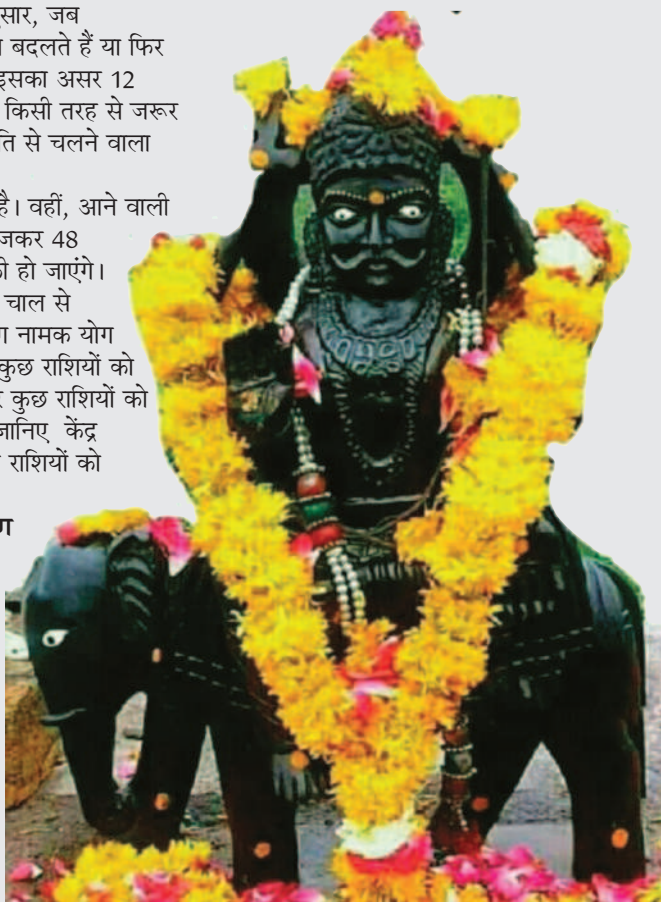 सार, जब
बदलते हैं या फिर
इसका असर 12
किसी तरह से जरूर
ति से चलने वाला
है। वहीं, आने वाली
जकर 48
हो जाएंगे।
चाल से
नामक योग
कुछ राशियों को
कुछ राशियों को
जानिए केंद्र
राशियों को